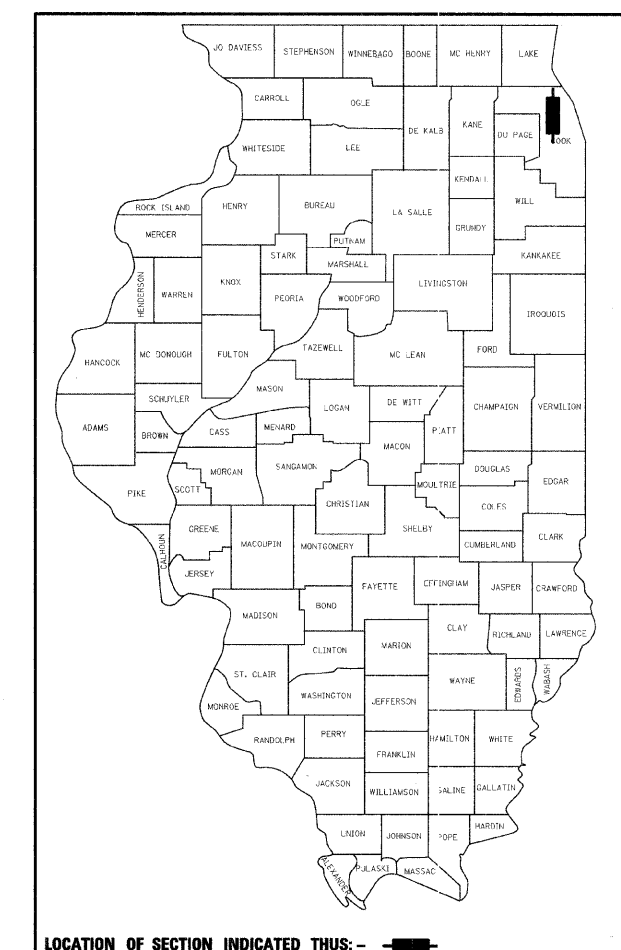 JO DAVIESS STEPHENSON WINNEBAGO BOONE MC HENRY LAKE
CARROLL OGLE DE KALB KANE DU PAGE OOK
WHITESIDE LEE
KENDALL WILL
ROCK ISLAND HENRY BUREAU LA SALLE GRUNDY
MERCER PUTNAM
STARK MARSHALL KANKAKEE
HENDERSON WARREN KNOX PEORIA WOODFORD LIVINGSTON IROQUOIS
HANCOCK MC DONOUGH FULTON TAZEWELL MC LEAN FORD
MASON
SCHUYLER LOGAN DE WITT CHAMPAIGN VERMILION
ADAMS BROWN CASS MENARD MACON PIATT
MORGAN SANGAMON DOUGLAS
PIKE SCOTT CHRISTIAN MOULTRIE COLES EDGAR
GREENE MACOUPIN MONTGOMERY SHELBY CUMBERLAND CLARK
CALHOUN JERSEY
FAYETTE EFFINGHAM JASPER CRAWFORD
MADISON BOND
CLAY RICHLAND LAWRENCE
CLINTON MARION
ST. CLAIR WAYNE EDWARDS WABASH
WASHINGTON JEFFERSON
MONROE
RANDOLPH PERRY HAMILTON WHITE
FRANKLIN
JACKSON WILLIAMSON SALINE GALLATIN
UNION JOHNSON POPE HARDIN
ALEXANDER PULASKI MASSAC
LOCATION OF SECTION INDICATED THUS: -